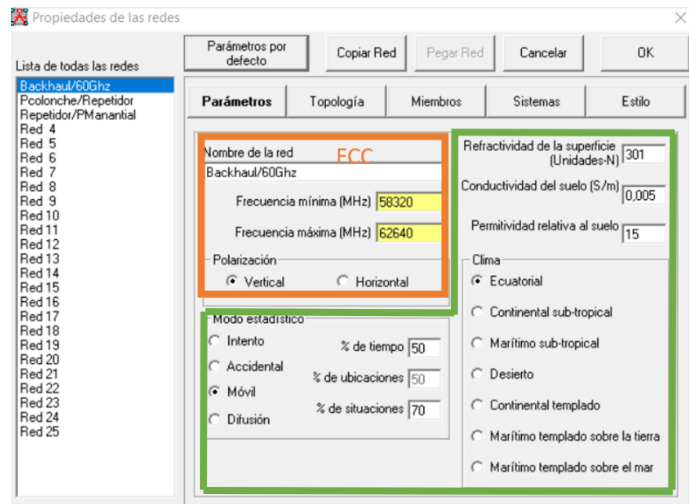 Propiedades de las redes
Lista de todas las redes
Parámetros por defecto
Copiar Red
Pegar Red
Cancelar
OK
Backhaul/60Ghz
Pcolonche/Repetidor
Repetidor/PManantial
Red 4
Red 5
Red 6
Red 7
Red 8
Red 9
Red 10
Red 11
Red 12
Red 13
Red 14
Red 15
Red 16
Red 17
Red 18
Red 19
Red 20
Red 21
Red 22
Red 23
Red 24
Red 25
Parámetros
Topología
Miembros
Sistemas
Estilo
Nombre de la red
Backhaul/60Ghz
Frecuencia mínima (MHz) 58320
Frecuencia máxima (MHz) 62640
Polarización
Vertical
Horizontal
Modo estadístico
Intento
Accidental
Móvil
Difusión
% de tiempo 50
% de ubicaciones 50
% de situaciones 70
Refractividad de la superficie
(Unidades-N) 301
Conductividad del suelo (S/m) 0,005
Permitividad relativa al suelo 15
Clima
Ecuatorial
Continental sub-tropical
Marítimo sub-tropical
Desierto
Continental templado
Marítimo templado sobre la tierra
Marítimo templado sobre el mar